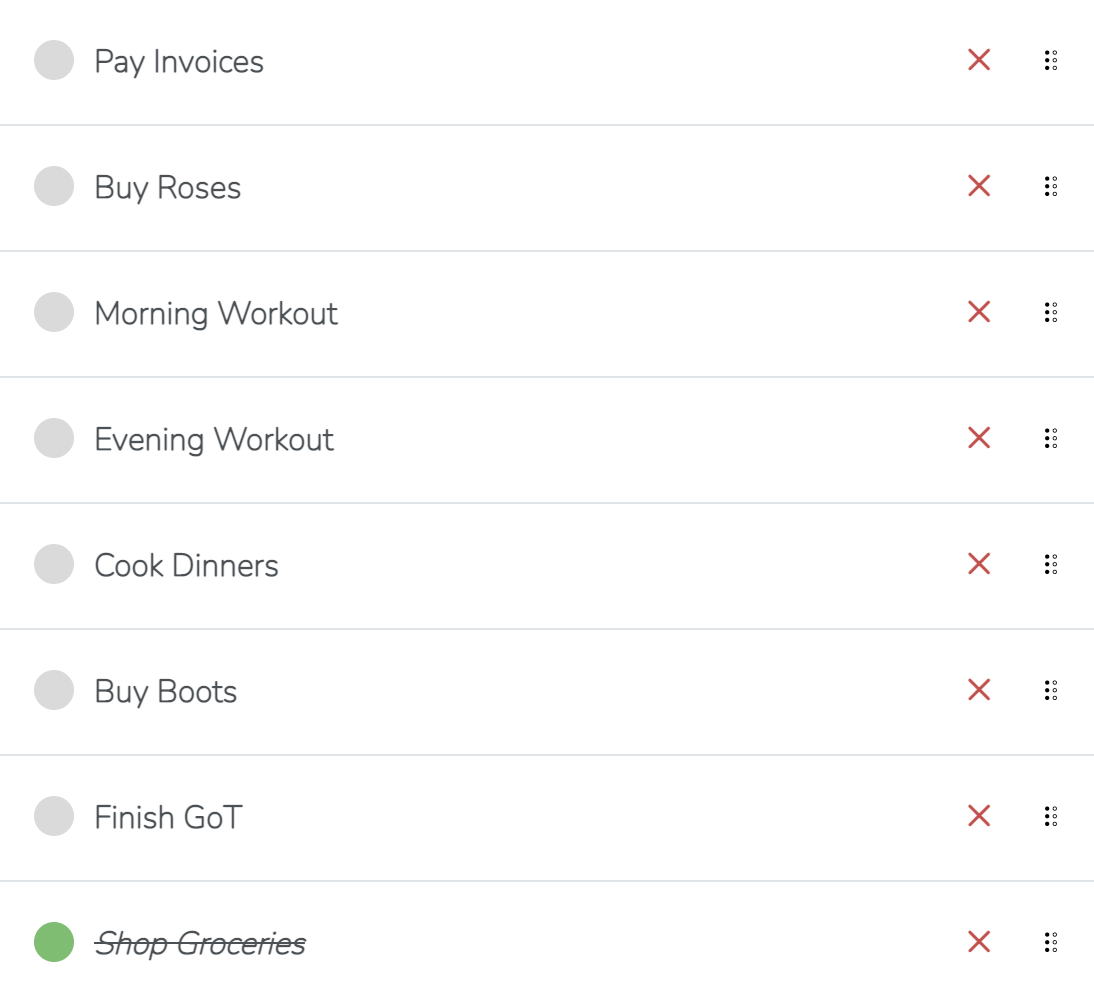 Pay Invoices
Buy Roses
Morning Workout
Evening Workout
Cook Dinners
Buy Boots
Finish GoT
Shop Groceries